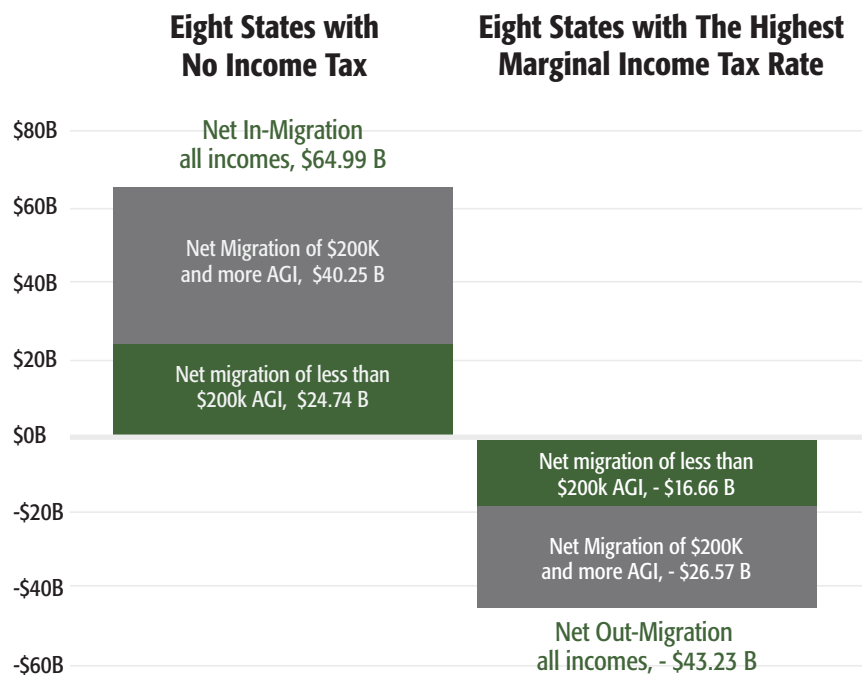 Eight States with
No Income Tax
Eight States with The Highest
Marginal Income Tax Rate
$80B
$60B
$40B
$20B
$0B
-$20B
-$40B
-$60B
Net In-Migration
all incomes, $64.99 B
Net Migration of $200K
and more AGI,  $40.25 B
Net migration of less than
$200k AGI,  $24.74 B
Net migration of less than
$200k AGI, - $16.66 B
Net Migration of $200K
and more AGI, - $26.57 B
Net Out-Migration
all incomes, - $43.23 B